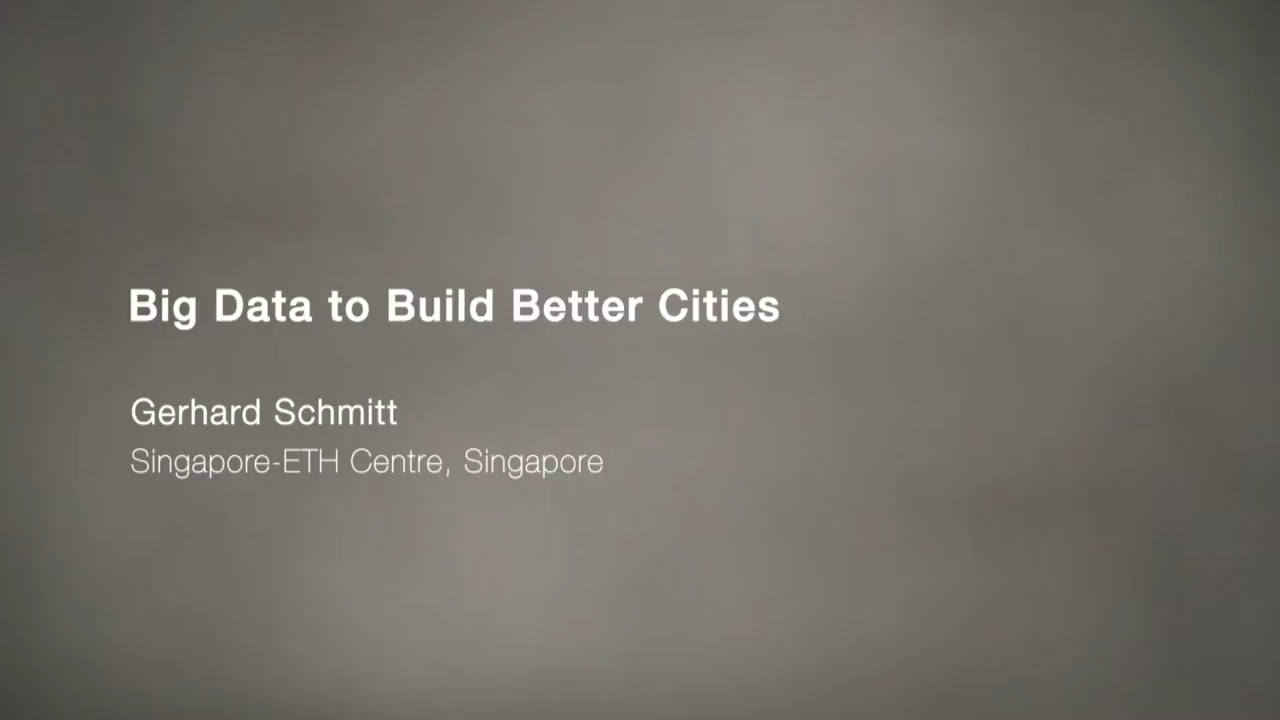 Big Data to Build Better Cities
Gerhard Schmitt
Singapore-ETH Centre, Singapore